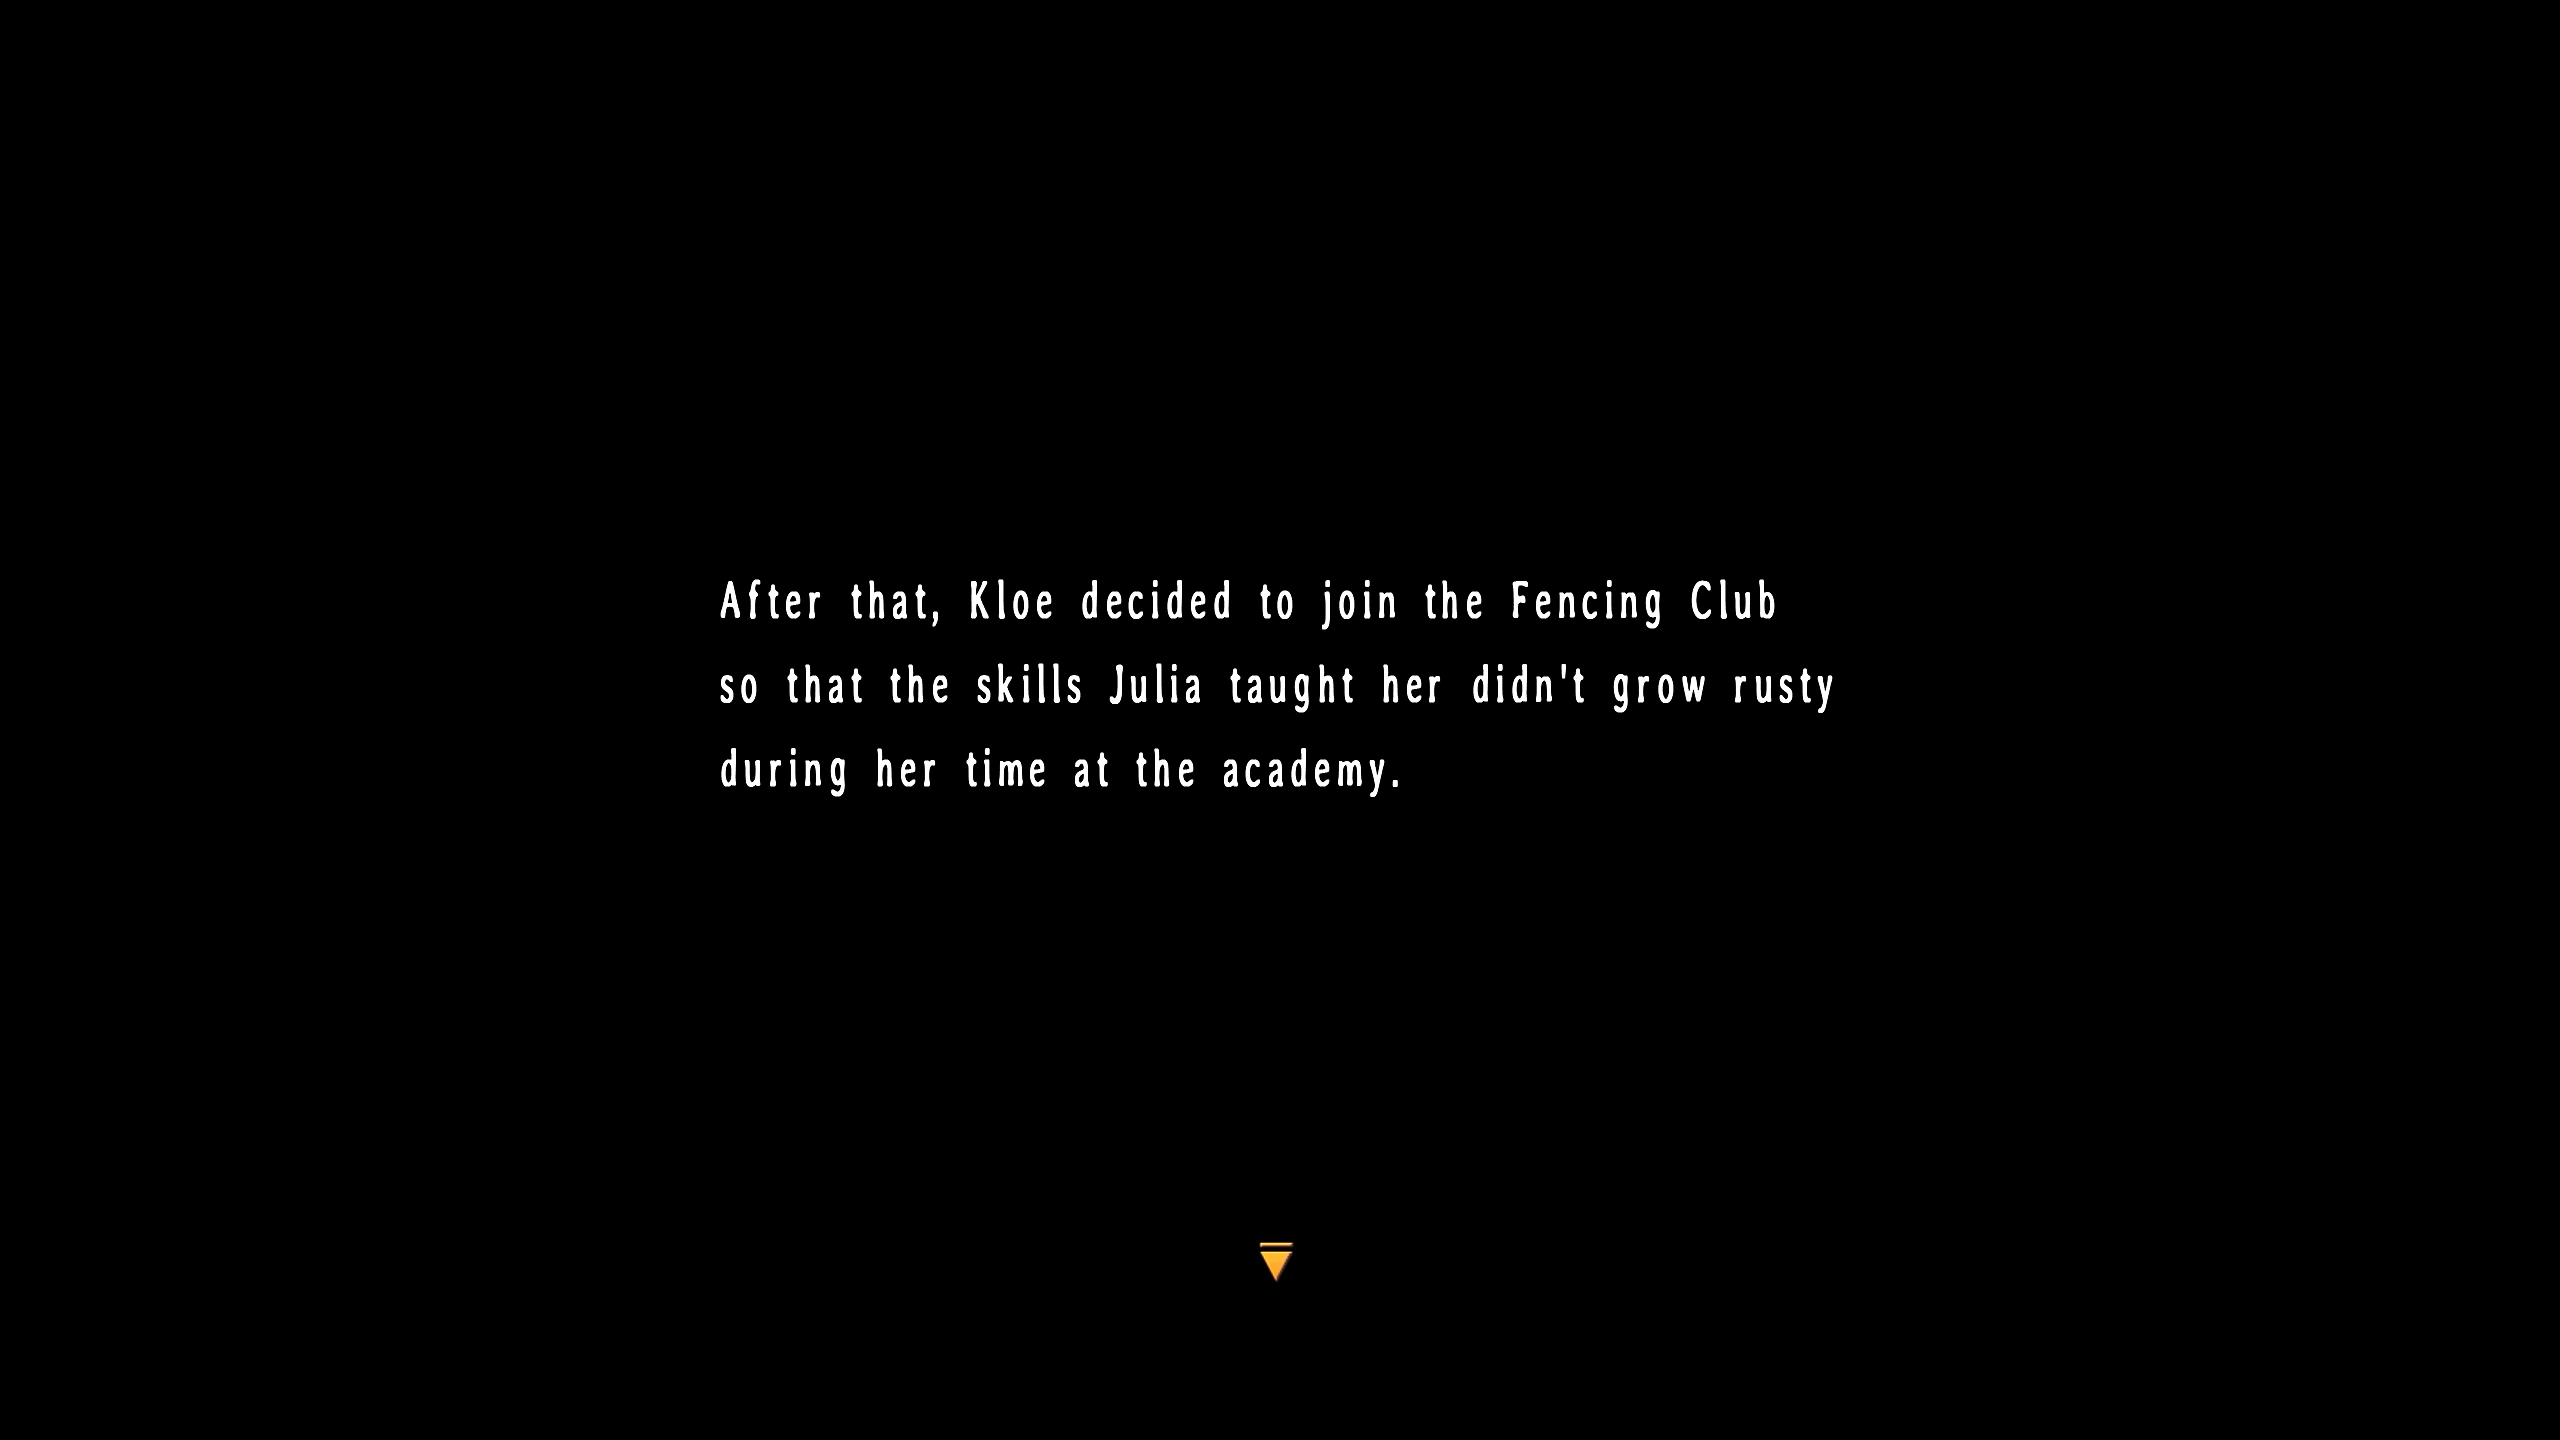 After that, Kloe decided to join the Fencing Club
so that the skills Julia taught her didn't grow rusty
during her time at the academy.